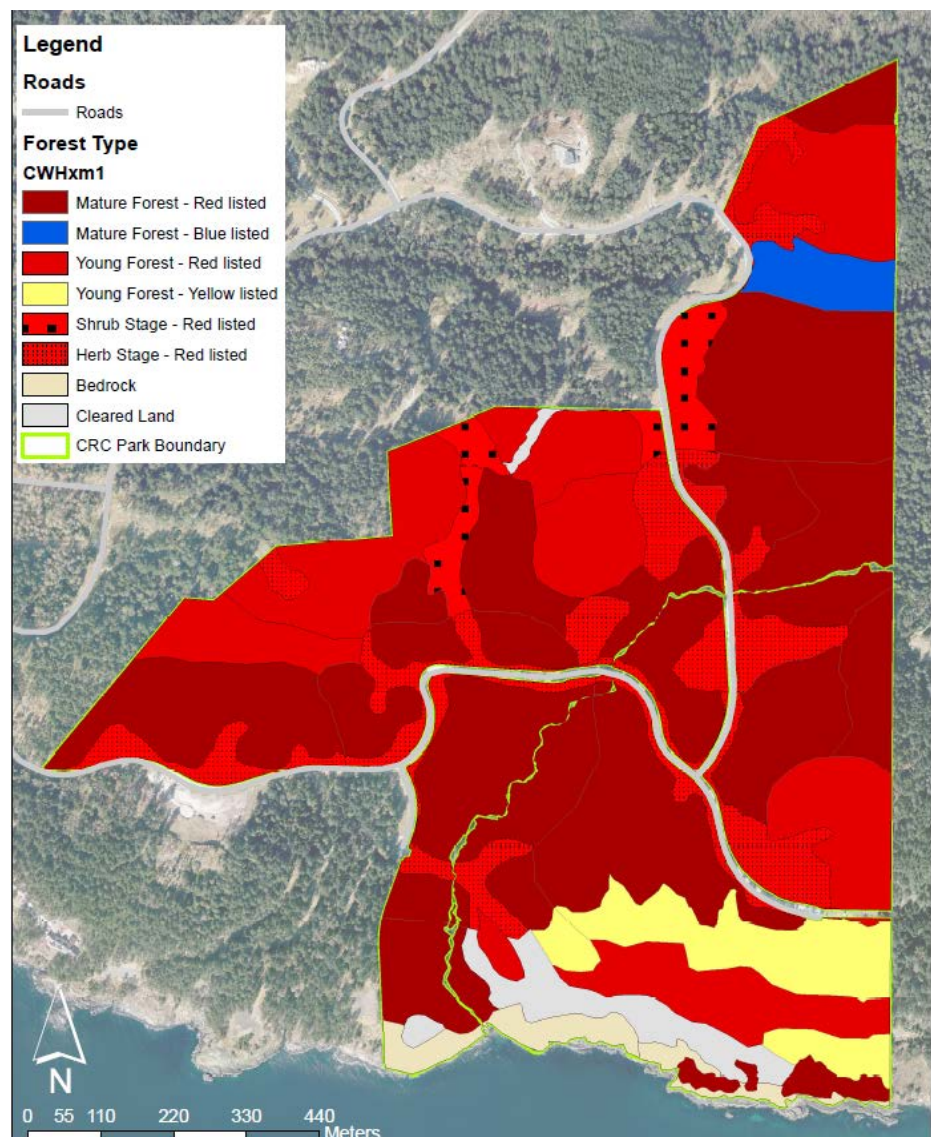 Legend
Roads
Roads
Forest Type
CWHxm1
Mature Forest - Red listed
Mature Forest - Blue listed
Young Forest - Red listed
Young Forest - Yellow listed
Shrub Stage - Red listed
Herb Stage - Red listed
Bedrock
Cleared Land
CRC Park Boundary
N
0 55 110 220 330 440
Meters